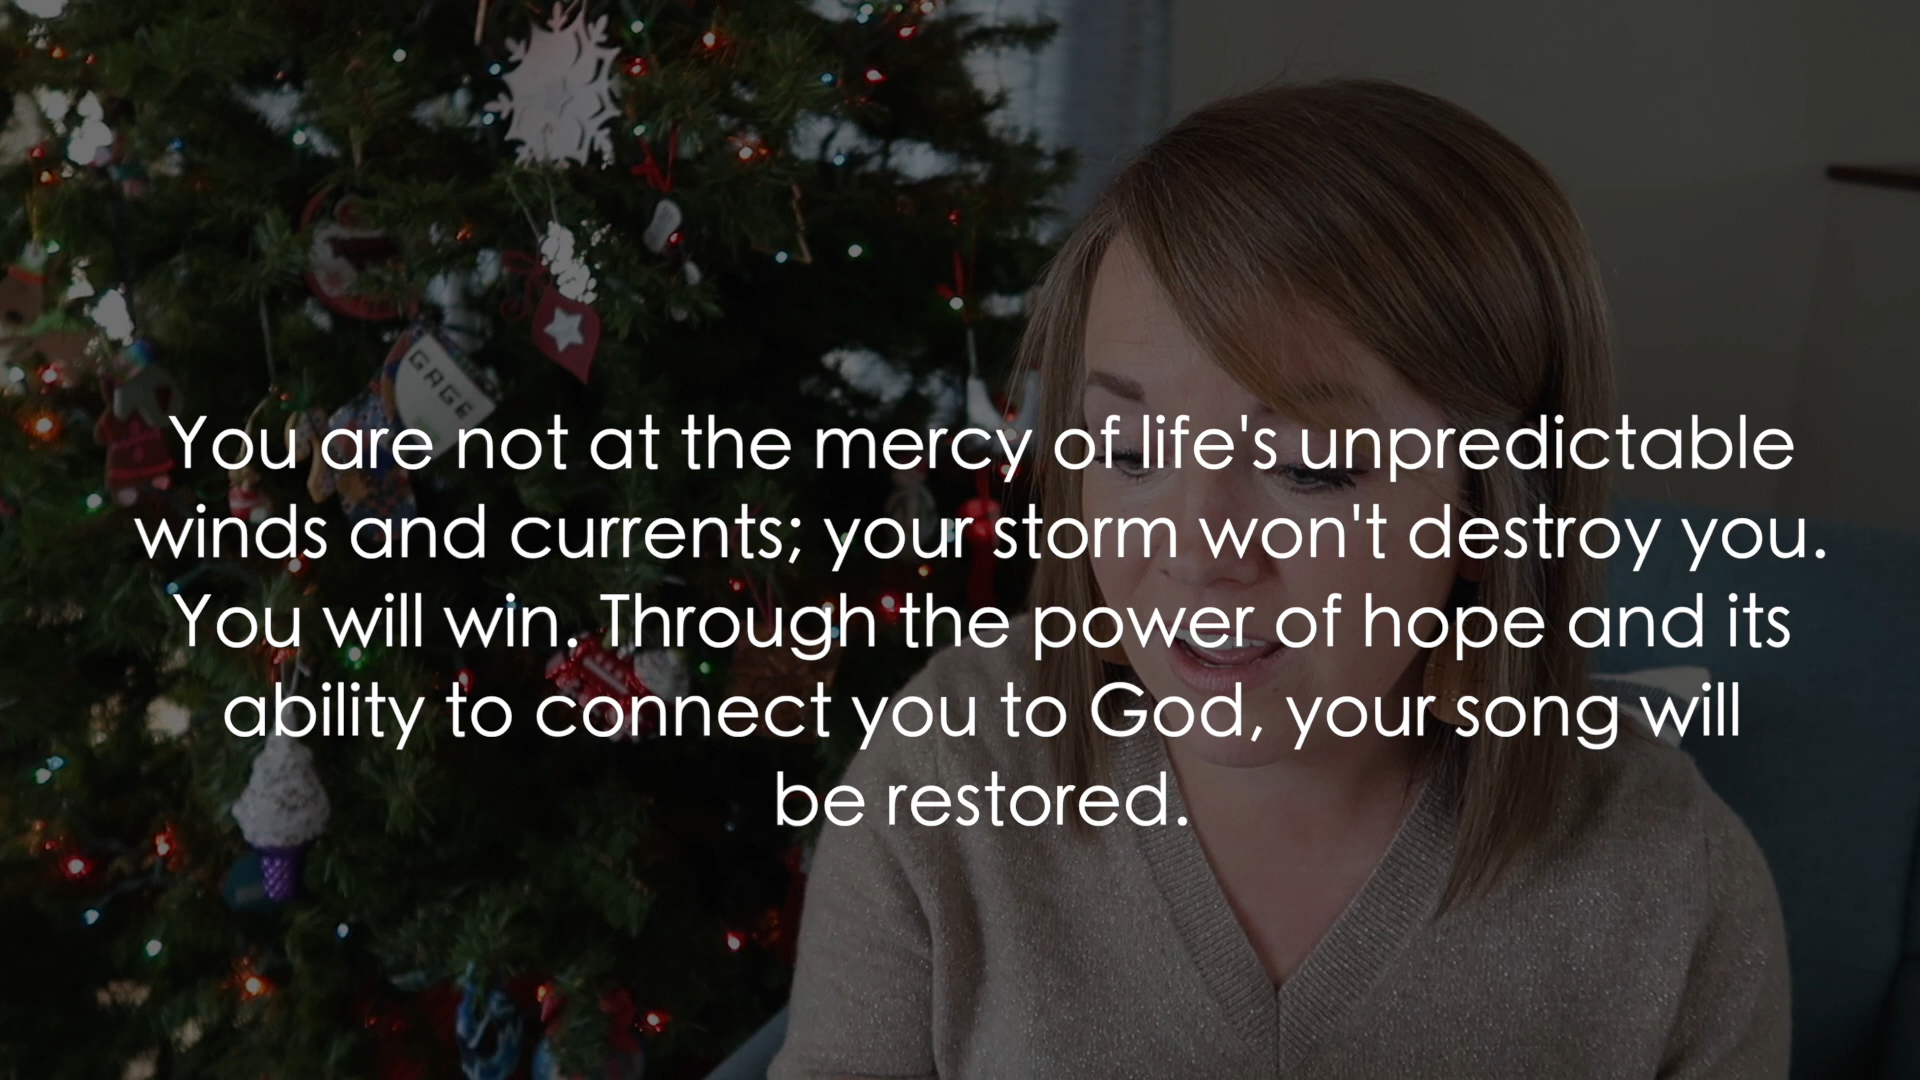 GAGE
You are not at the mercy of life's unpredictable
winds and currents; your storm won't destroy you.
You will win. Through the power of hope and its
ability to connect you to God, your song will
be restored.